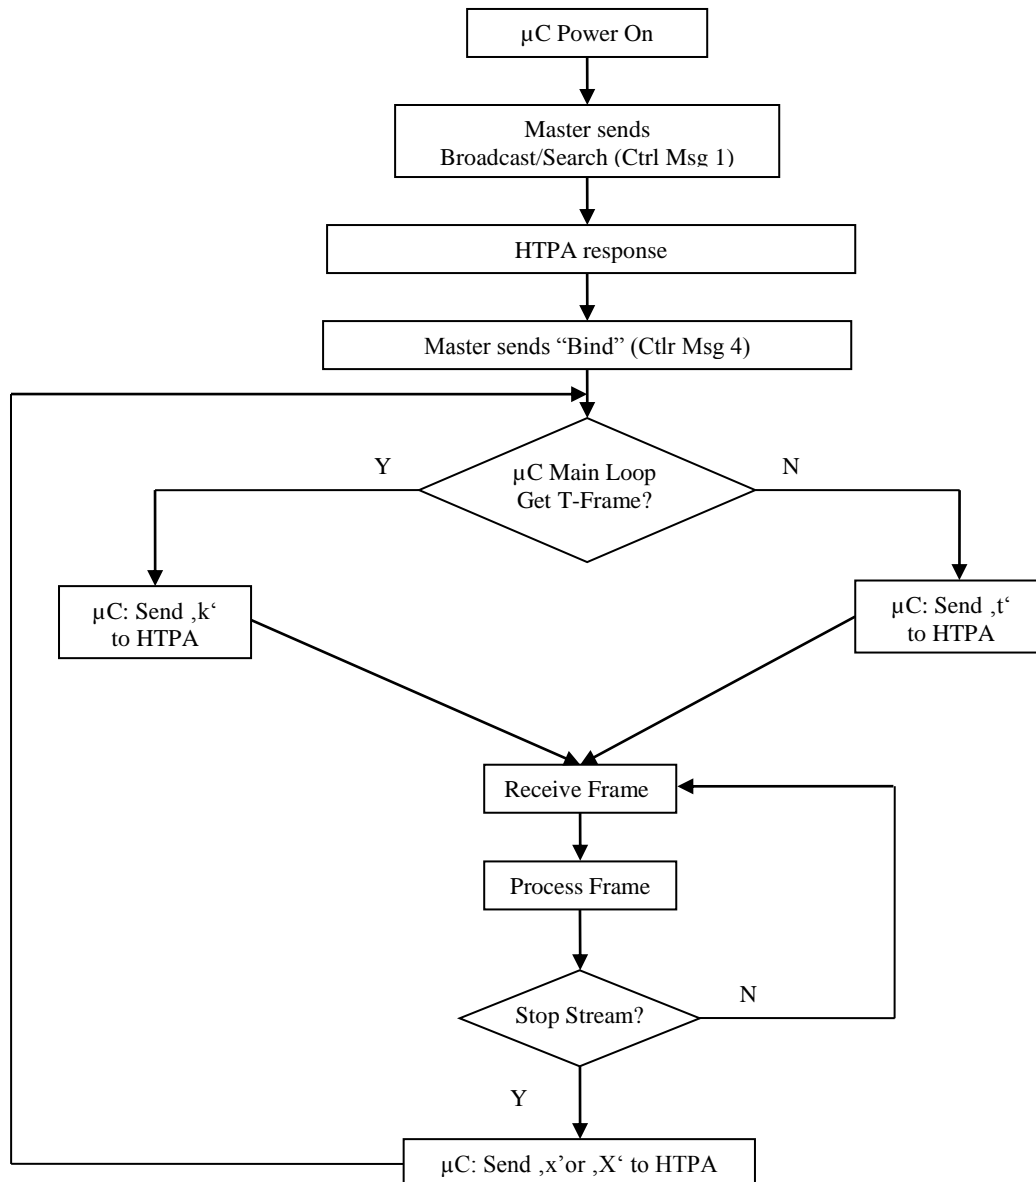 µC Power On
Master sends
Broadcast/Search (Ctrl Msg 1)
HTPA response
Master sends “Bind” (Ctlr Msg 4)
Y
µC Main Loop
Get T-Frame?
N
µC: Send ‚k‘
to HTPA
µC: Send ‚t‘
to HTPA
Receive Frame
Process Frame
Stop Stream?
N
Y
µC: Send ‚x’or ‚X‘ to HTPA